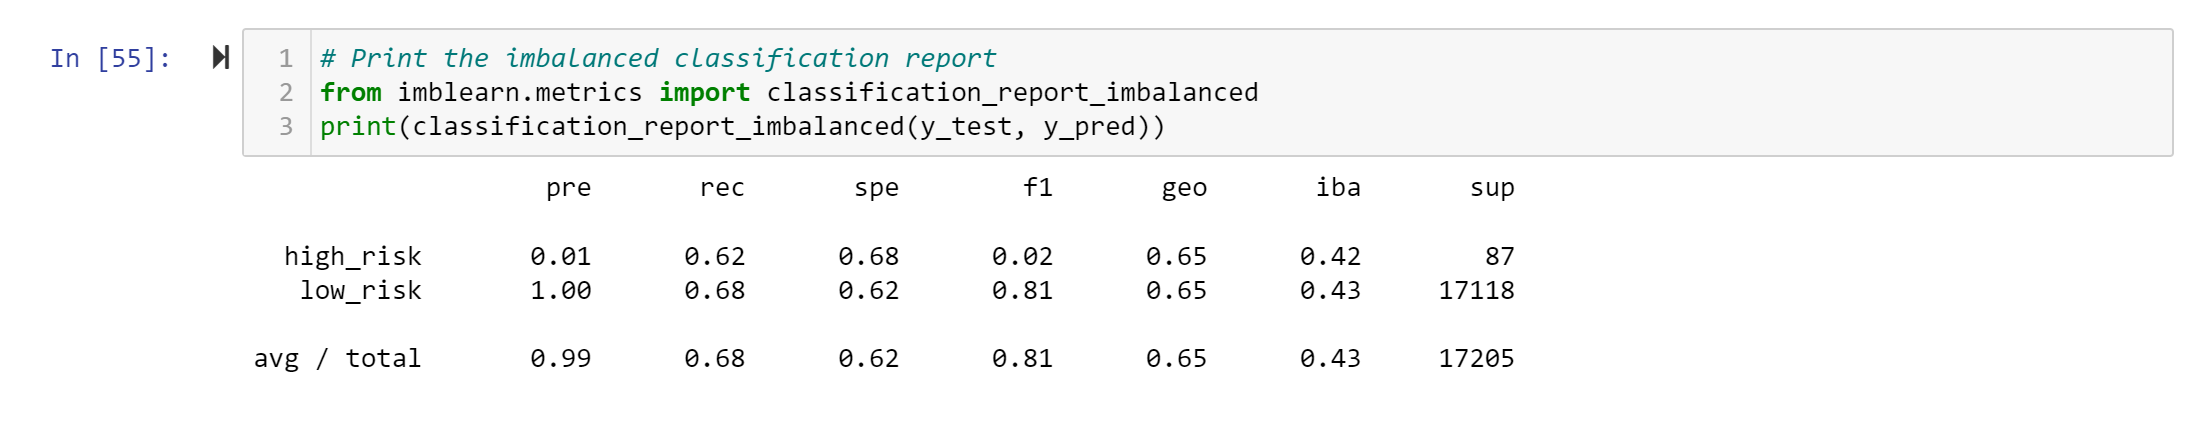 In [55]:
1 # Print the imbalanced classification report
2 from imblearn.metrics import classification_report_imbalanced
3 print(classification_report_imbalanced(y_test, y_pred))
pre rec spe f1 geo iba sup
high_risk 0.01 0.62 0.68 0.02 0.65 0.42 87
low_risk 1.00 0.68 0.62 0.81 0.65 0.43 17118
avg / total 0.99 0.68 0.62 0.81 0.65 0.43 17205